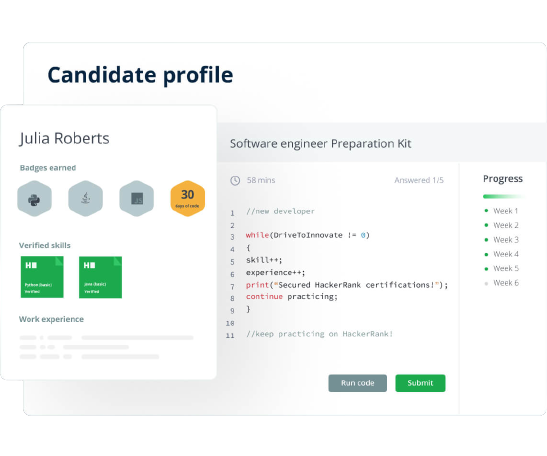 Candidate profile
Julia Roberts
Badges earned
30
days of code
Verified skills
H
Python (basic)
Verified
H
Java (basic)
Verified
Work experience
Software engineer Preparation Kit
58 mins
Answered 1/5
1 //new developer
2
3 while(DriveToInnovate != 0)
4 {
5 skill++;
6 experience++;
7 print("Secured HackerRank certifications!");
8 continue practicing;
9 }
10
11 //keep practicing on HackerRank!
Run code
Submit
Progress
Week 1
Week 2
Week 3
Week 4
Week 5
Week 6